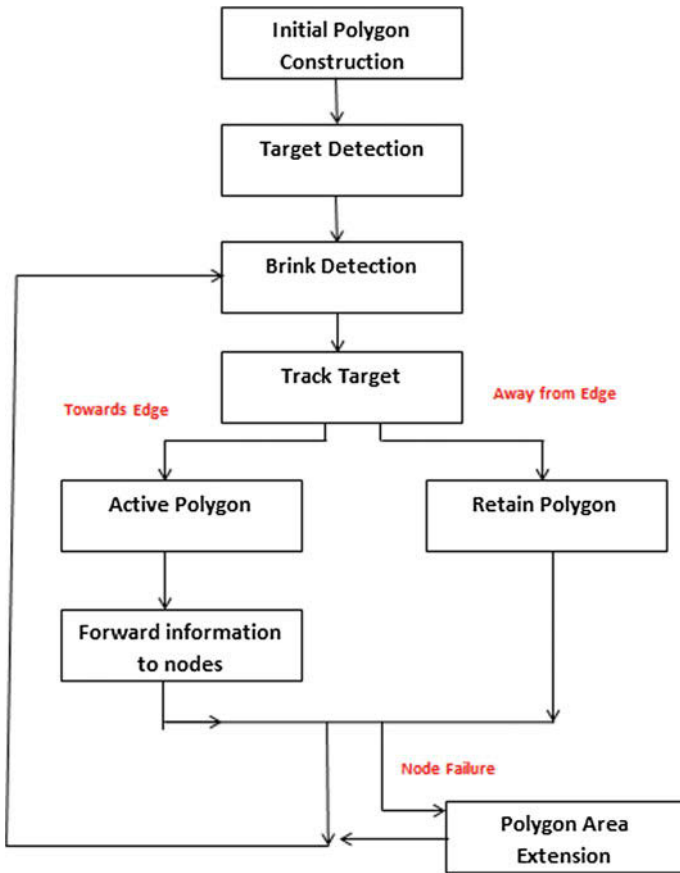 Initial Polygon
Construction
Target Detection
Brink Detection
Track Target
Towards Edge
Away from Edge
Active Polygon
Retain Polygon
Forward information
to nodes
Node Failure
Polygon Area
Extension